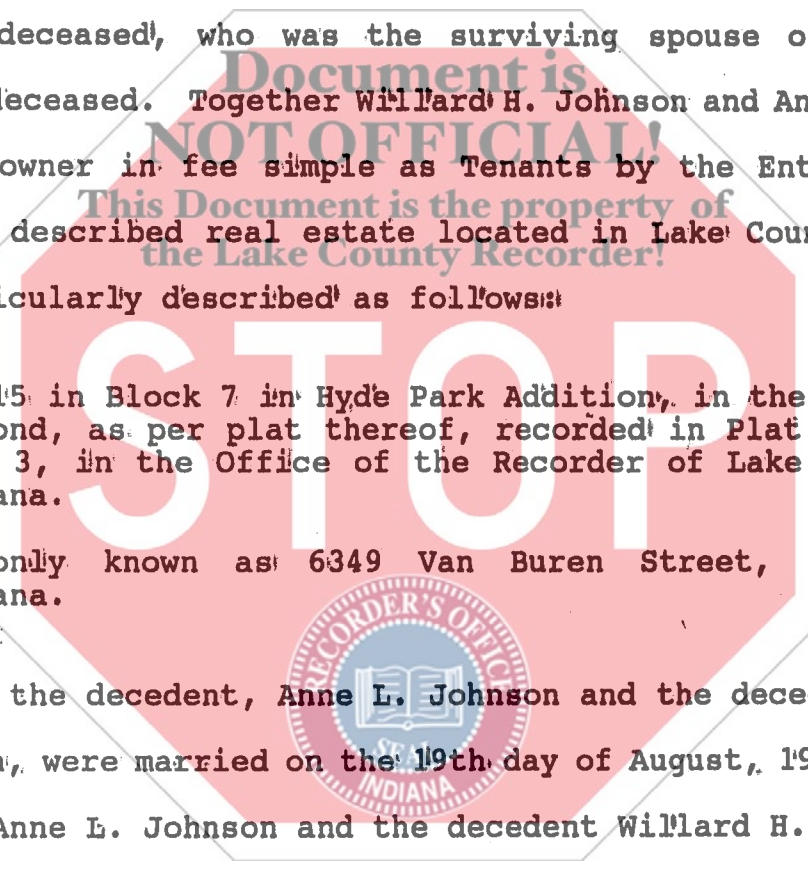 deceased, who was the surviving spouse o
Document is
deceased. Together Willard H. Johnson and An
NOT OFFICIAL!
owner in fee simple as Tenants by the Ent
This Document is the property of
described real estate located in Lake Coun
the Lake County Recorder!
icularly described as follows:
15 in Block 7 in Hyde Park Addition, in the
ond, as per plat thereof, recorded in Plat
3, in the Office of the Recorder of Lake
ana.
STOP
only known as 6349 Van Buren Street,
ana.
RECORDER'S OFFICE
the decedent, Anne L. Johnson and the dece
, were married on the 19th day of August, 19
SEAL
INDIANA
Anne L. Johnson and the decedent Willard H.